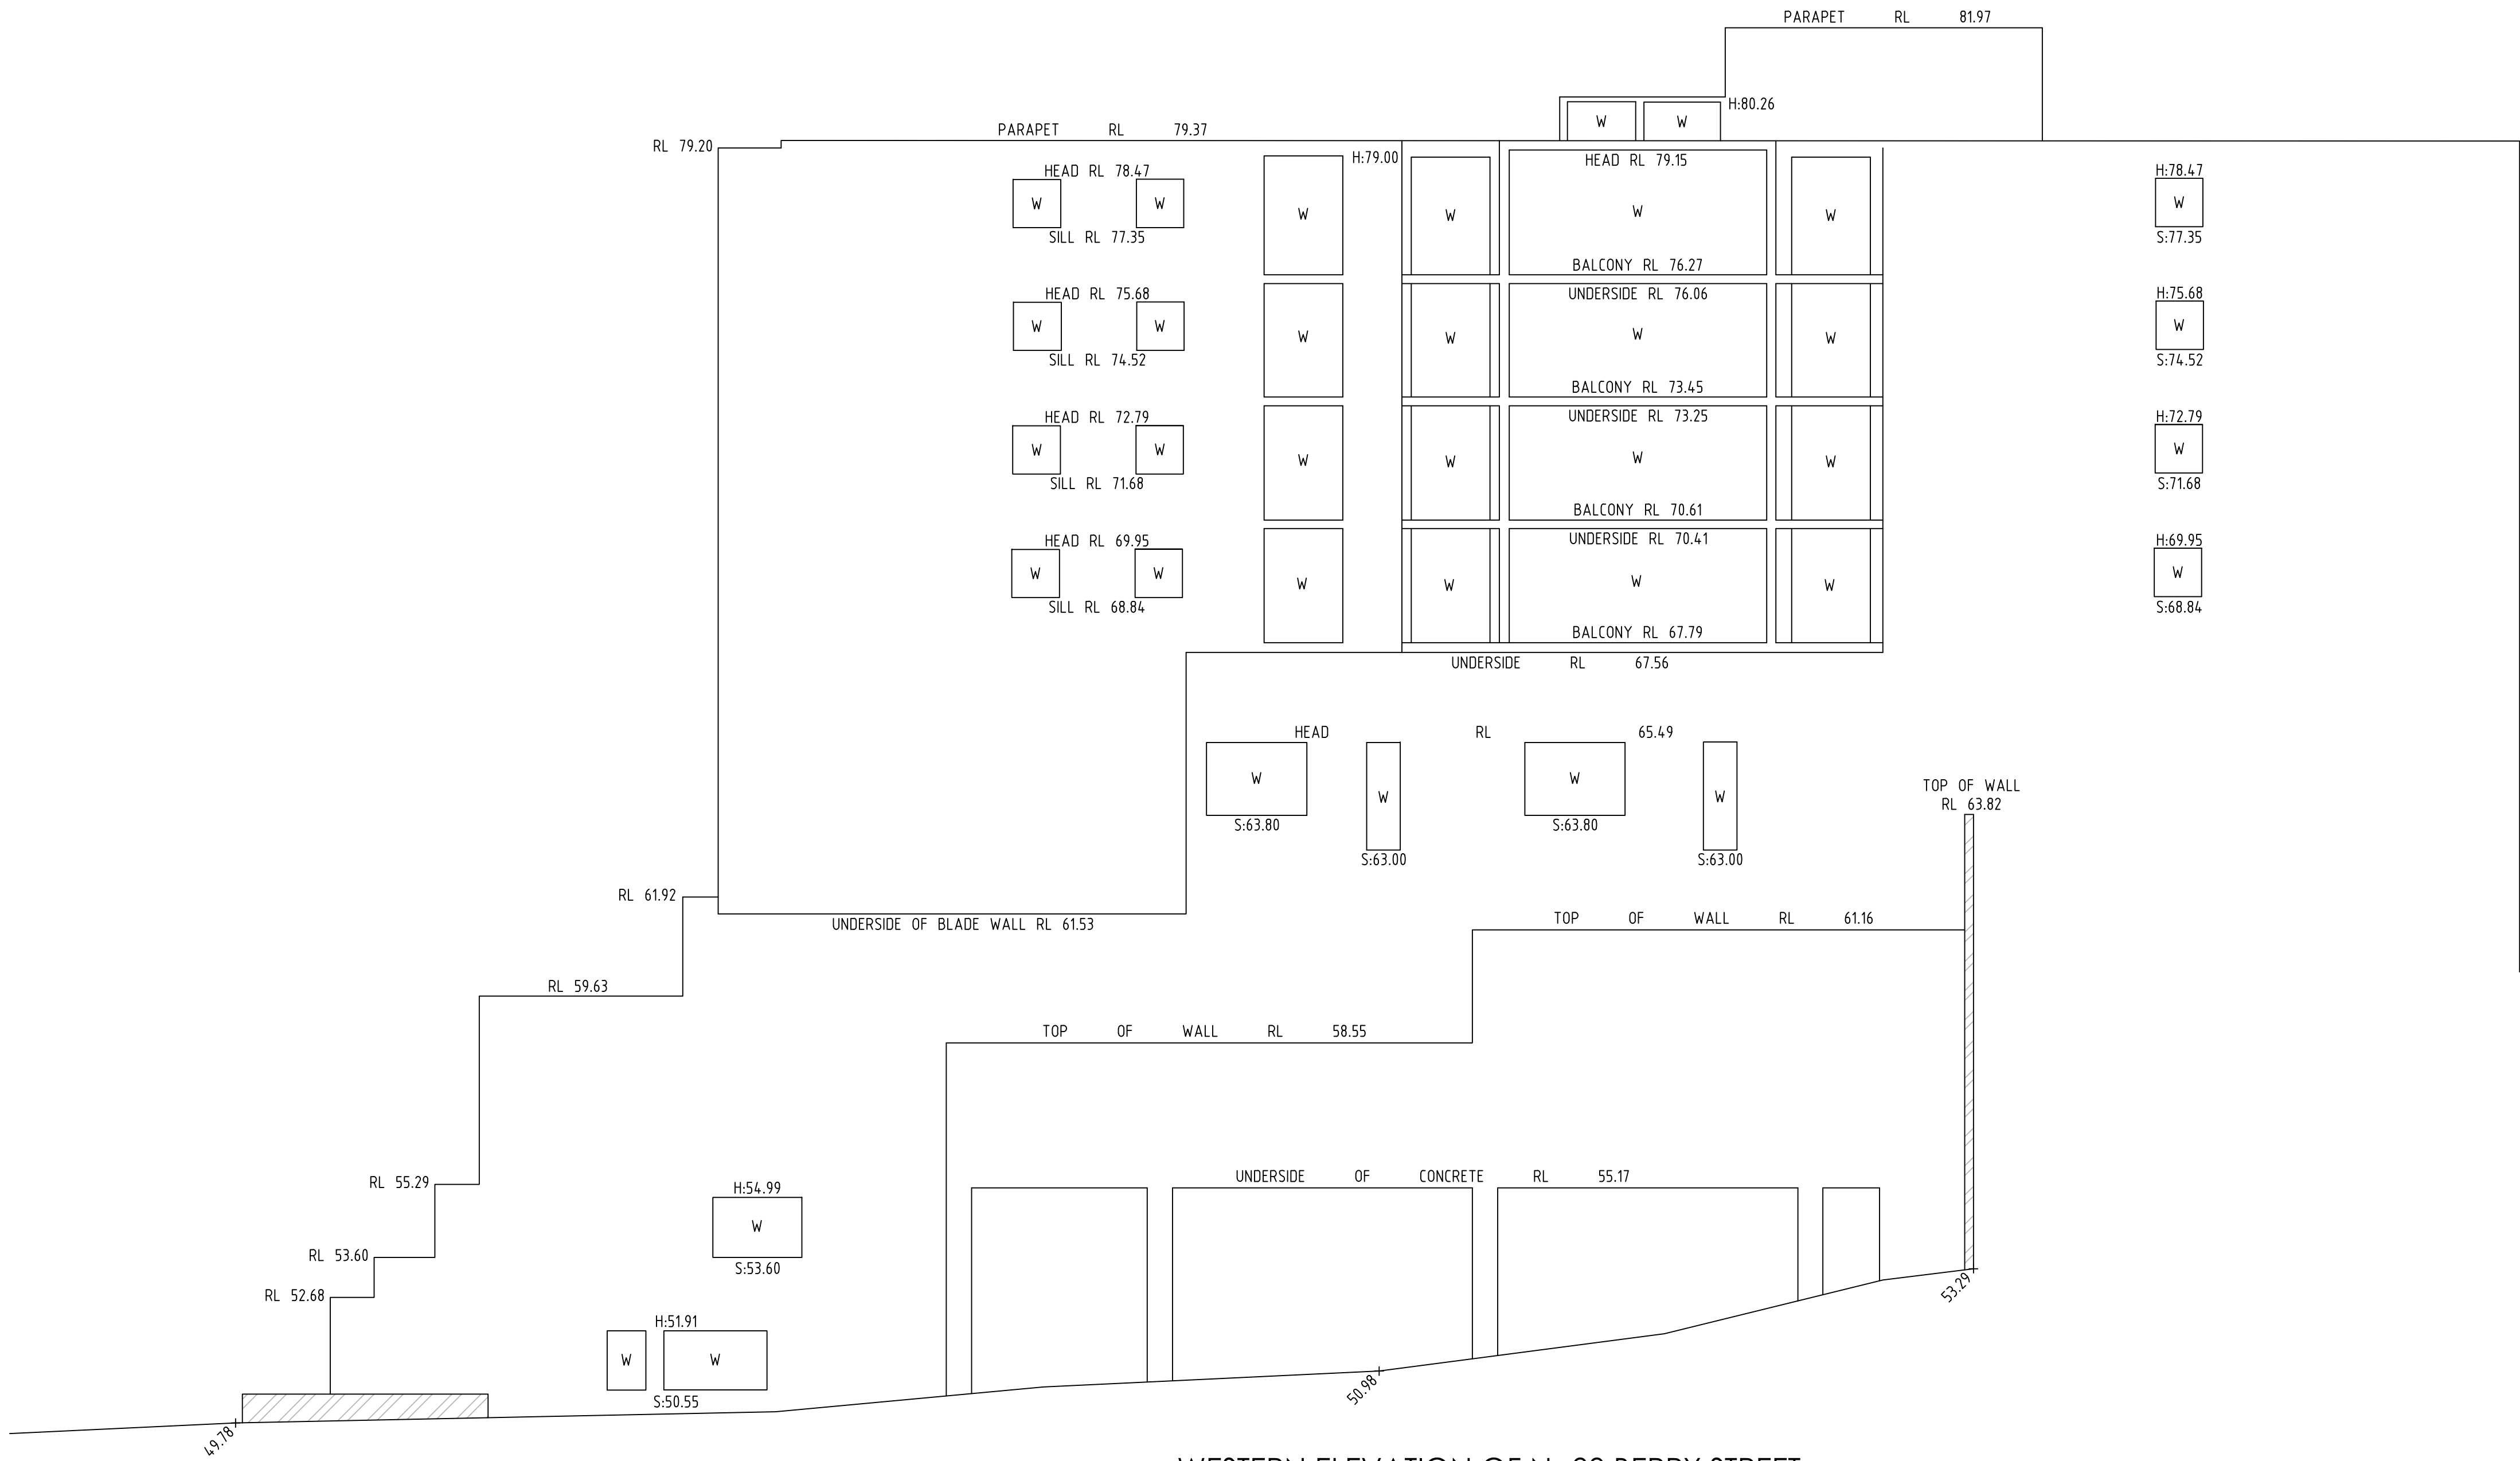 PARAPET RL 81.97
H:80.26
W W
PARAPET RL 79.37
RL 79.20
H:79.00
HEAD RL 79.15
HEAD RL 78.47
H:78.47
W W W W W W W
SILL RL 77.35
S:77.35
BALCONY RL 76.27
HEAD RL 75.68
UNDERSIDE RL 76.06
H:75.68
W W W W W W W
SILL RL 74.52
S:74.52
BALCONY RL 73.45
HEAD RL 72.79
UNDERSIDE RL 73.25
H:72.79
W W W W W W W
SILL RL 71.68
S:71.68
BALCONY RL 70.61
HEAD RL 69.95
UNDERSIDE RL 70.41
H:69.95
W W W W W W W
SILL RL 68.84
S:68.84
BALCONY RL 67.79
UNDERSIDE RL 67.56
HEAD RL 65.49
W W W W
S:63.80
S:63.80
S:63.00
S:63.00
TOP OF WALL
RL 63.82
RL 61.92
UNDERSIDE OF BLADE WALL RL 61.53
TOP OF WALL RL 61.16
RL 59.63
TOP OF WALL RL 58.55
RL 55.29
UNDERSIDE OF CONCRETE RL 55.17
H:54.99
W
S:53.60
RL 53.60
RL 52.68
H:51.91
W W
S:50.55
53.29
50.98
49.78